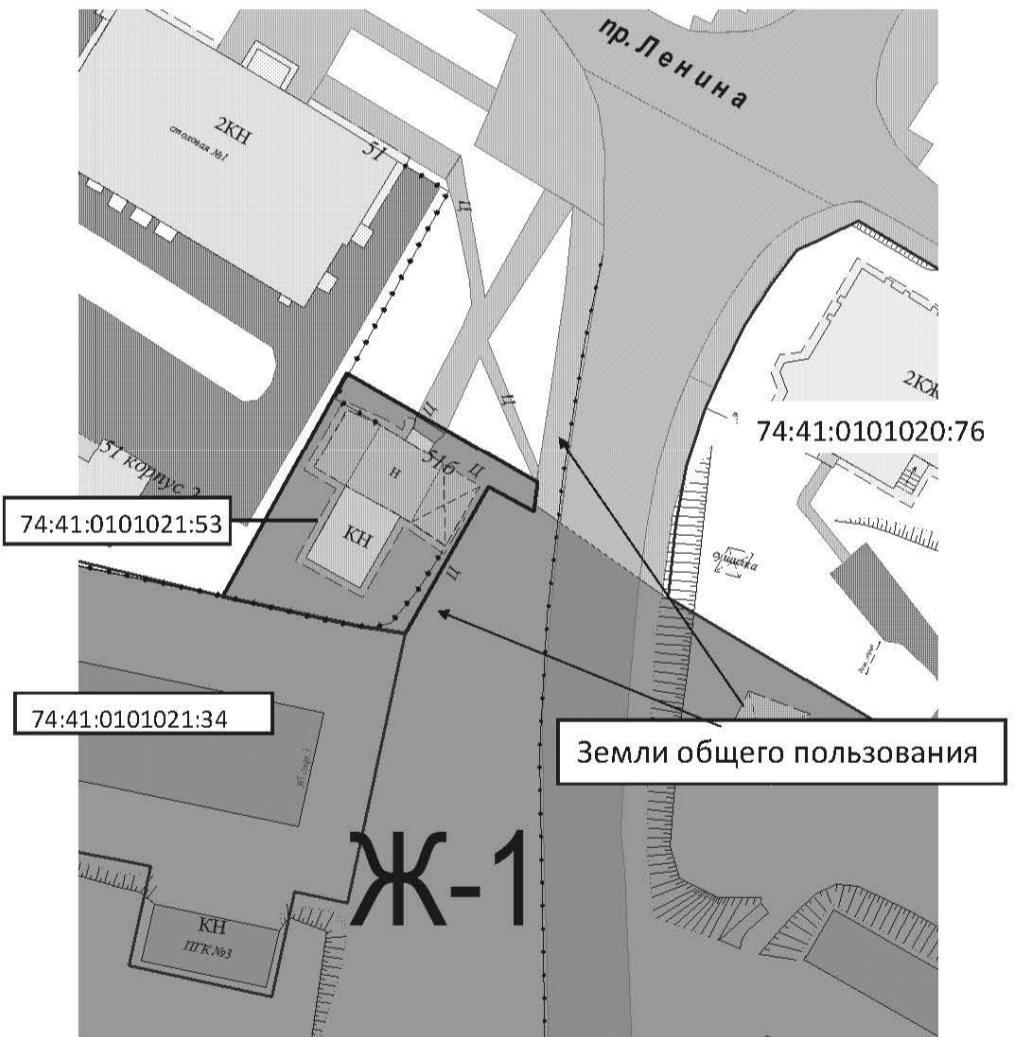 пр. Ленина
2КН
столовая №1
51
Ц
2КЖ
74:41:0101020:76
Ц
Ц
51б
Ц
н
51 корпус 2
74:41:0101021:53
КН
Ц
74:41:0101021:34
Земли общего пользования
Ж-1
КН
ПГК №3